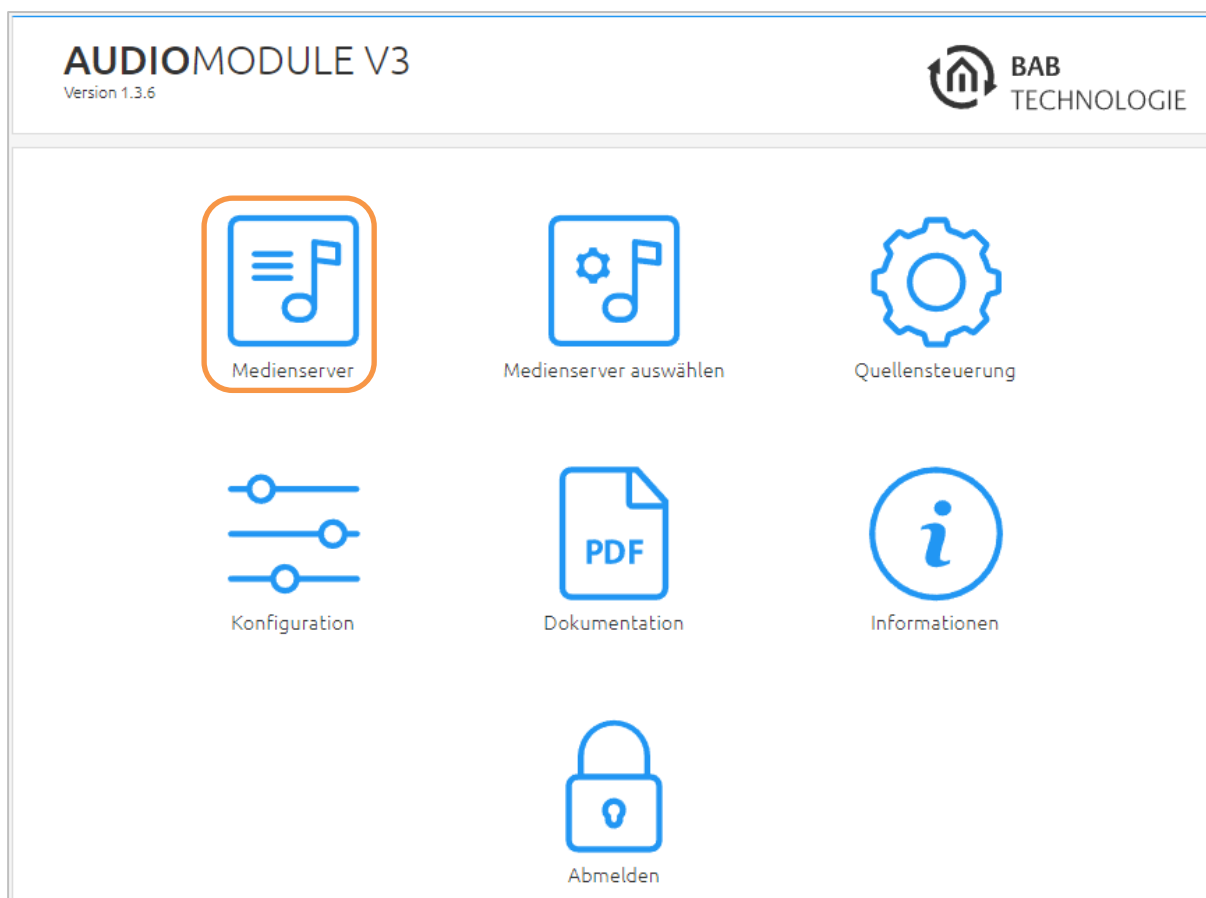 AUDIOMODULE V3
Version 1.3.6
BAB
TECHNOLOGIE
Medienserver
Medienserver auswählen
Quellensteuerung
Konfiguration
PDF
Dokumentation
i
Informationen
Abmelden